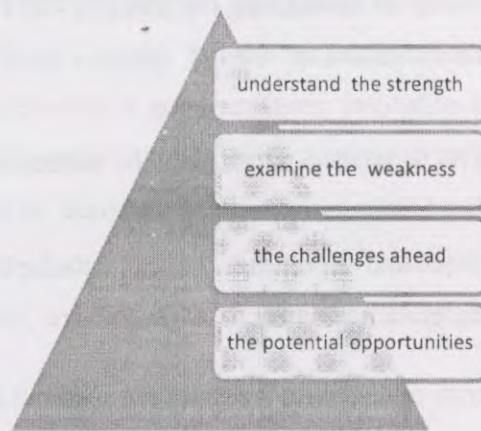 understand the strength
examine the weakness
the challenges ahead
the potential opportunities